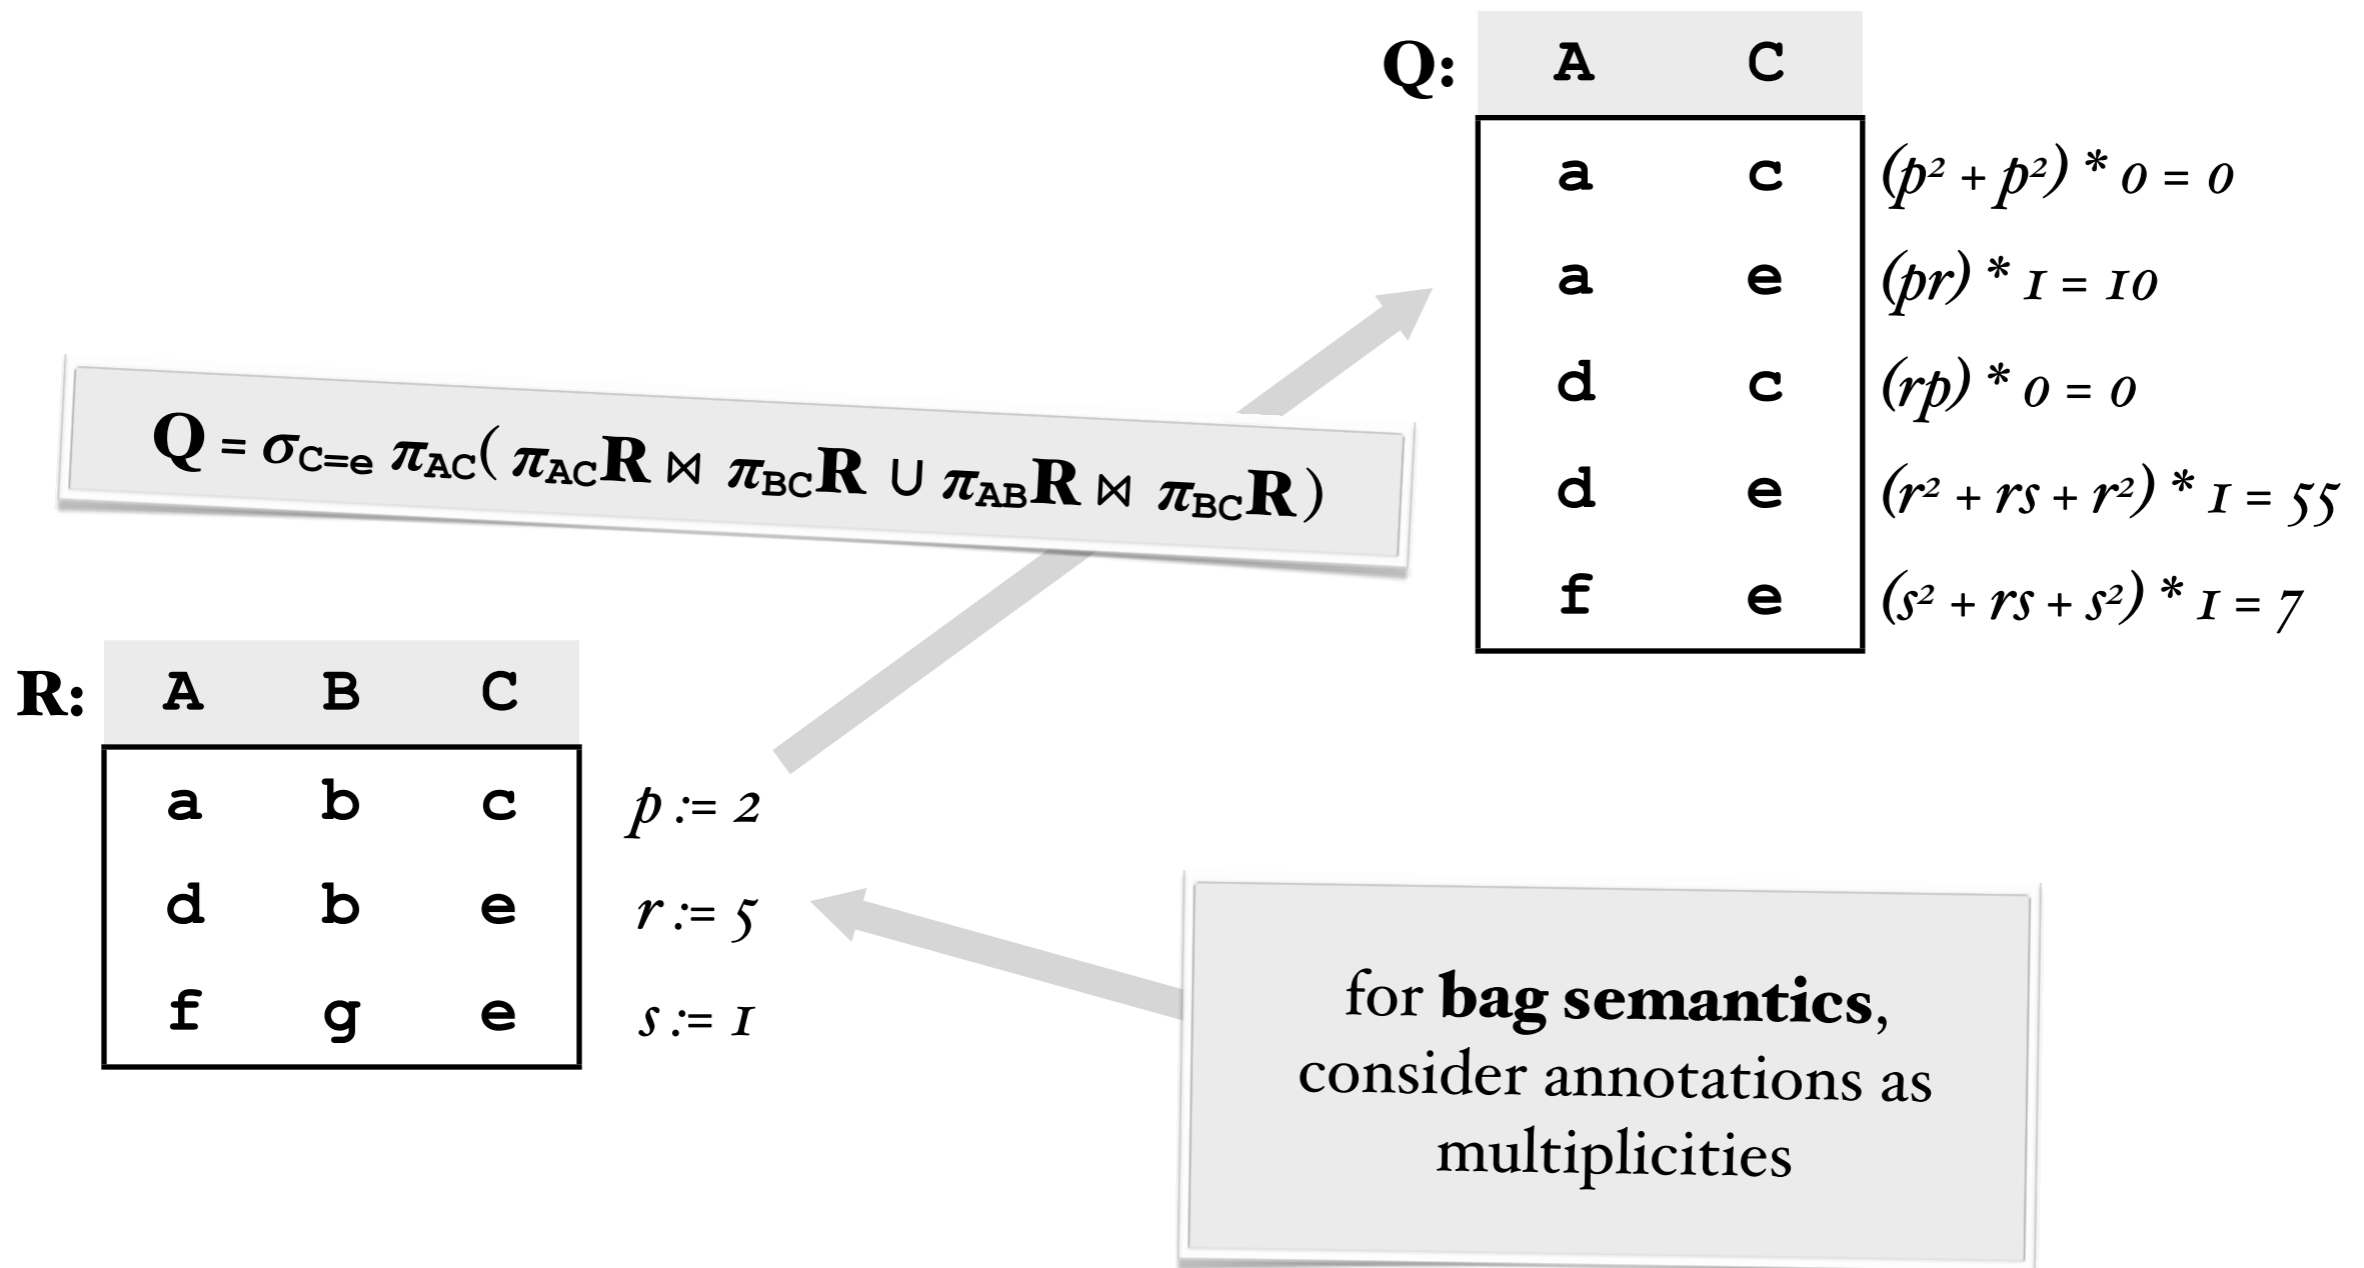 Q: A C
a c (p² + p²) * 0 = 0
a e (pr) * 1 = 10
d c (rp) * 0 = 0
d e (r² + rs + r²) * 1 = 55
f e (s² + rs + s²) * 1 = 7
Q = σC=e πAC( πACR ⋈ πBCR ∪ πABR ⋈ πBCR )
R: A B C
a b c p := 2
d b e r := 5
f g e s := 1
for bag semantics,
consider annotations as
multiplicities